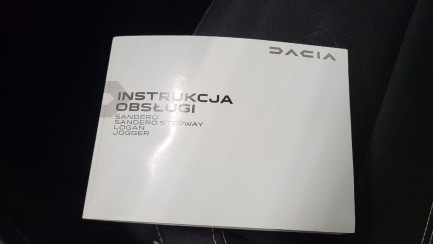 DACIA
INSTRUKCJA
OBSŁUGI
SANDERO
SANDERO STEPWAY
LOGAN
JOGGER